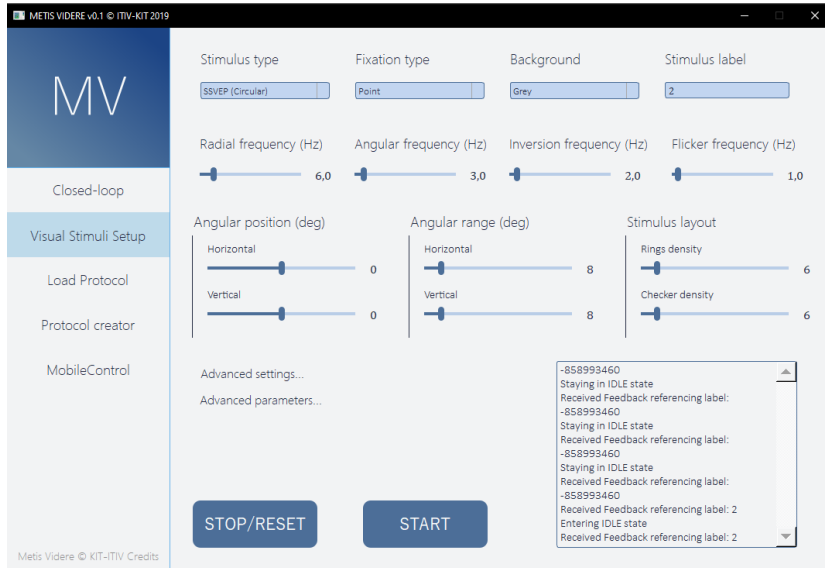 METIS VIDERE v0.1 © ITIV-KIT 2019
MV
Closed-loop
Visual Stimuli Setup
Load Protocol
Protocol creator
MobileControl
Metis Videre © KIT-ITIV Credits
Stimulus type
Fixation type
Background
Stimulus label
SSVEP (Circular)
Point
Grey
2
Radial frequency (Hz)
Angular frequency (Hz)
Inversion frequency (Hz)
Flicker frequency (Hz)
6,0
3,0
2,0
1,0
Angular position (deg)
Horizontal
0
Vertical
0
Angular range (deg)
Horizontal
8
Vertical
8
Stimulus layout
Rings density
6
Checker density
6
Advanced settings...
Advanced parameters...
STOP/RESET
START
-858993460
Staying in IDLE state
Received Feedback referencing label:
-858993460
Staying in IDLE state
Received Feedback referencing label:
-858993460
Staying in IDLE state
Received Feedback referencing label:
-858993460
Received Feedback referencing label: 2
Entering IDLE state
Received Feedback referencing label: 2